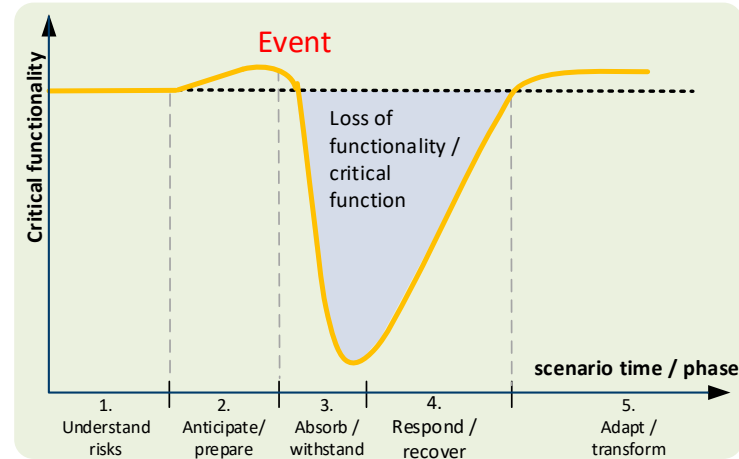 Event
Critical functionality
Loss of
functionality /
critical
function
scenario time / phase
1.
Understand
risks
2.
Anticipate/
prepare
3.
Absorb /
withstand
4.
Respond /
recover
5.
Adapt /
transform